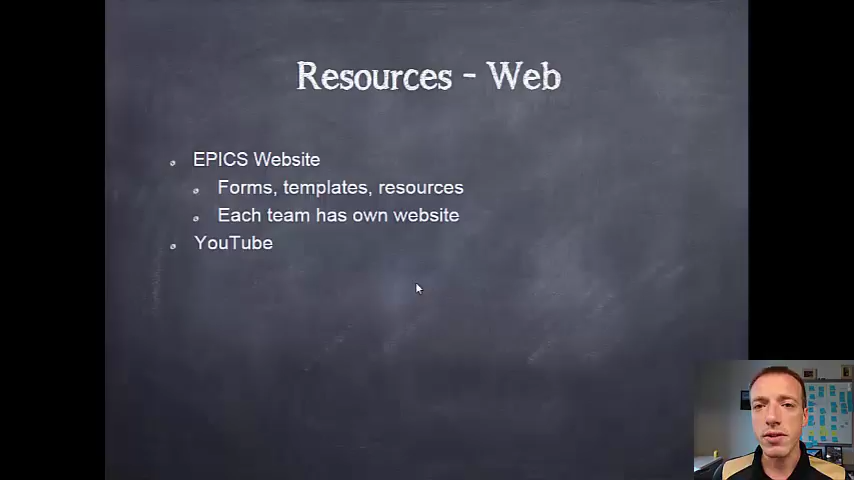 Resources - Web
EPICS Website
Forms, templates, resources
Each team has own website
YouTube